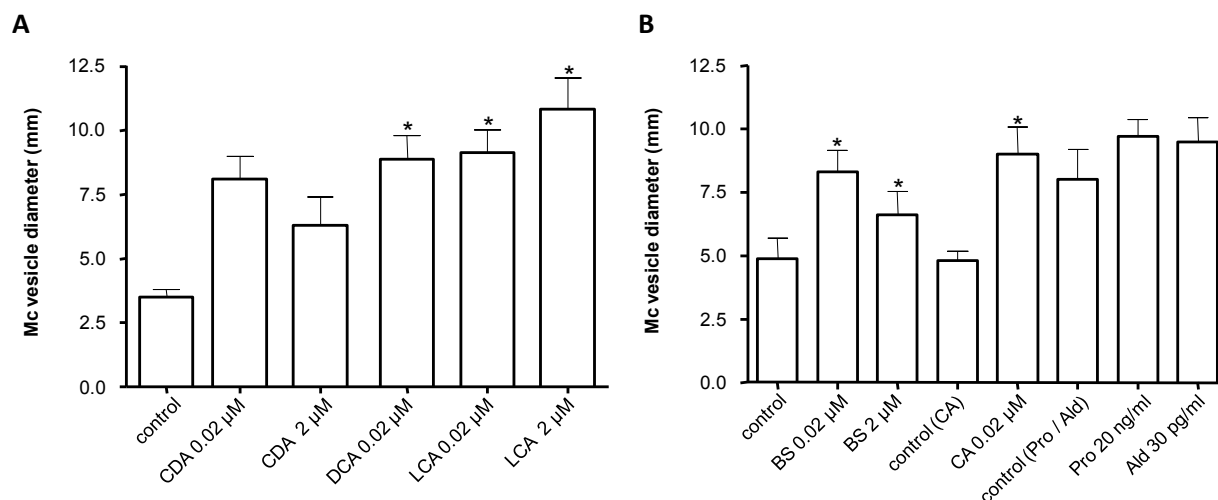 A
Mc vesicle diameter (mm)
12.5
10.0
7.5
5.0
2.5
0.0
*
*
*
control
CDA 0.02 µM
CDA 2 µM
DCA 0.02 µM
LCA 0.02 µM
LCA 2 µM
B
Mc vesicle diameter (mm)
12.5
10.0
7.5
5.0
2.5
0.0
*
*
*
control
BS 0.02 µM
BS 2 µM
control (CA)
CA 0.02 µM
control (Pro / Ald)
Pro 20 ng/ml
Ald 30 pg/ml